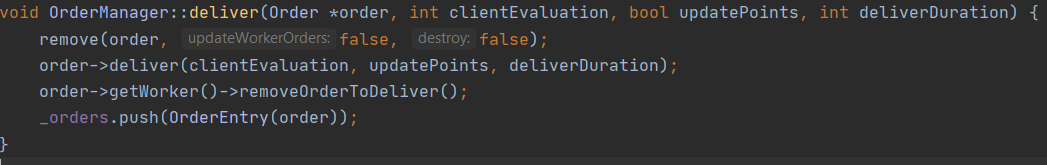 void OrderManager::deliver(Order *order, int clientEvaluation, bool updatePoints, int deliverDuration) {
remove(order, updateWorkerOrders: false, destroy: false);
order->deliver(clientEvaluation, updatePoints, deliverDuration);
order->getWorker()->removeOrderToDeliver();
_orders.push(OrderEntry(order));
}